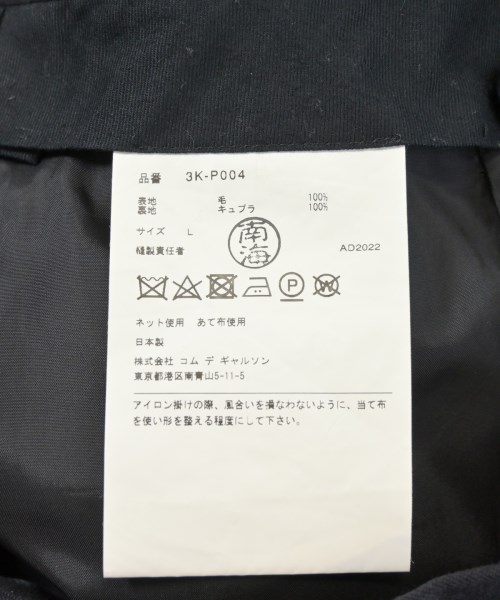 品番 3K-P004
表地 毛 100%
裏地 キュプラ 100%
サイズ L
縫製責任者 南海 AD2022
ネット使用 あて布使用
日本製
株式会社 コム デ ギャルソン
東京都港区南青山5-11-5
アイロン掛けの際、風合いを損なわないように、当て布
を使い形を整える程度にして下さい。